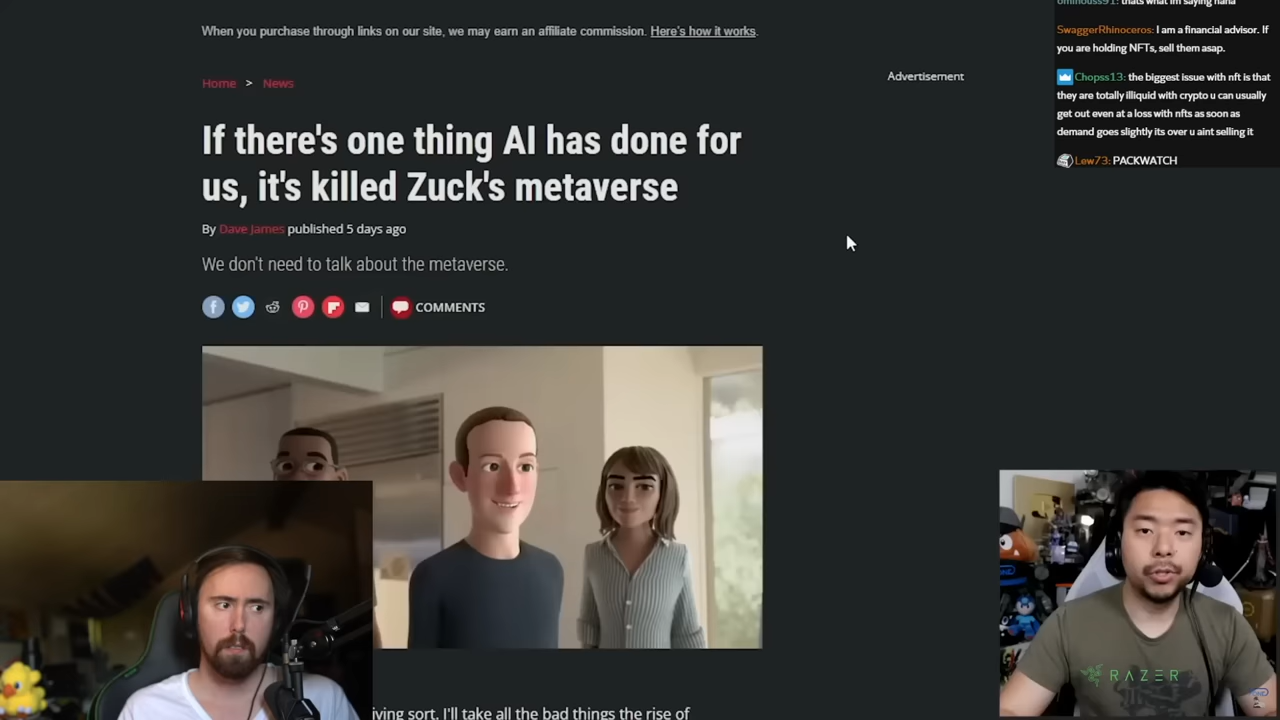 When you purchase through links on our site, we may earn an affiliate commission. Here's how it works.
Home > News
Advertisement
If there's one thing AI has done for
us, it's killed Zuck's metaverse
By Dave James published 5 days ago
We don't need to talk about the metaverse.
COMMENTS
iving sort, I'll take all the bad things the rise of
ominouss91: thats what im saying haha
SwaggerRhinoceros: I am a financial advisor. If
you are holding NFTs, sell them asap.
Chopss13: the biggest issue with nft is that
they are totally illiquid with crypto u can usually
get out even at a loss with nfts as soon as
demand goes slightly its over u aint selling it
Lew73: PACKWATCH
RAZER